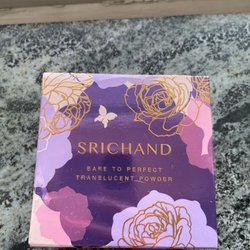 SRICHAND
BARE TO PERFECT
TRANSLUCENT POWDER